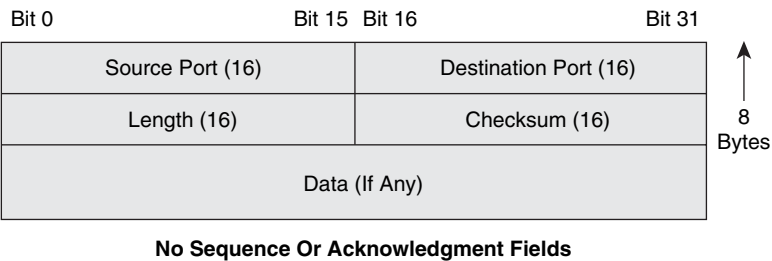 Bit 0 Bit 15 Bit 16 Bit 31
Source Port (16) Destination Port (16)
Length (16) Checksum (16)
8
Bytes
Data (If Any)
No Sequence Or Acknowledgment Fields